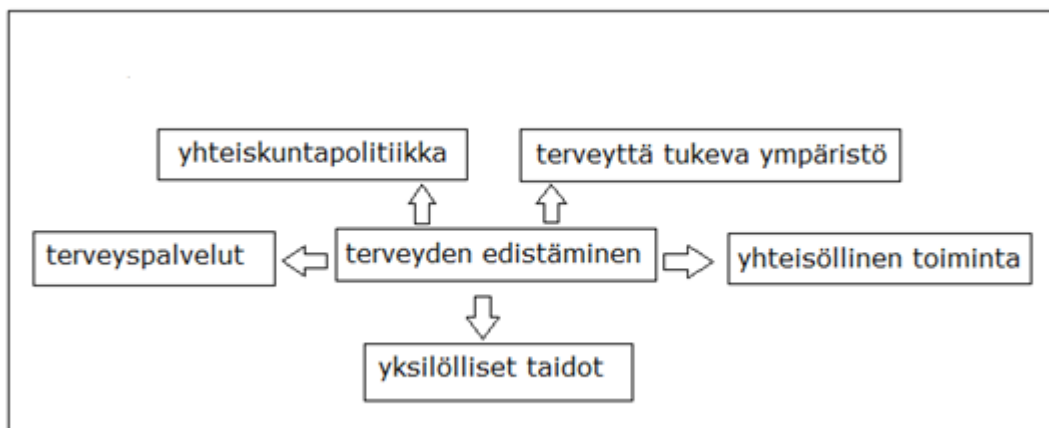 yhteiskuntapolitiikka
terveyttä tukeva ympäristö
terveyspalvelut
terveyden edistäminen
yhteisöllinen toiminta
yksilölliset taidot